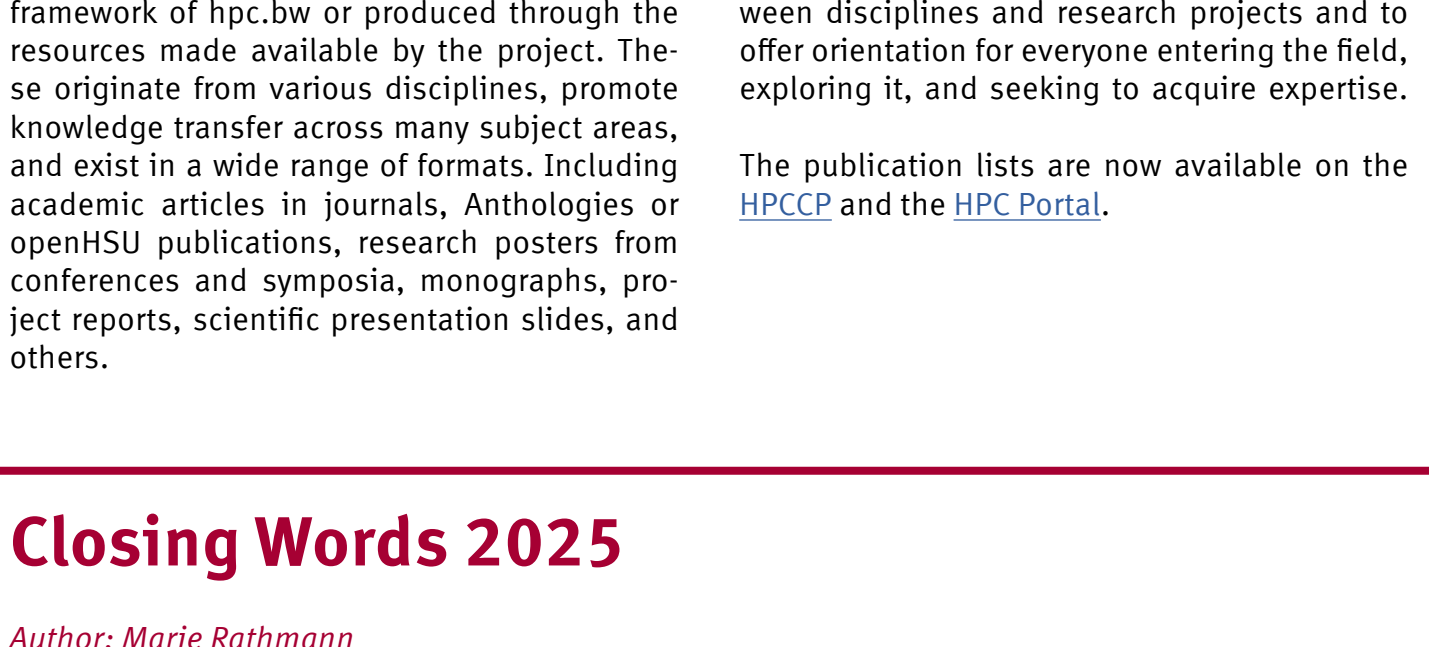 framework of hpc.bw or produced through the
resources made available by the project. The-
se originate from various disciplines, promote
knowledge transfer across many subject areas,
and exist in a wide range of formats. Including
academic articles in journals, Anthologies or
openHSU publications, research posters from
conferences and symposia, monographs, pro-
ject reports, scientific presentation slides, and
others.
ween disciplines and research projects and to
offer orientation for everyone entering the field,
exploring it, and seeking to acquire expertise.
The publication lists are now available on the
HPCCP and the HPC Portal.
Closing Words 2025
Author: Marie Rathmann